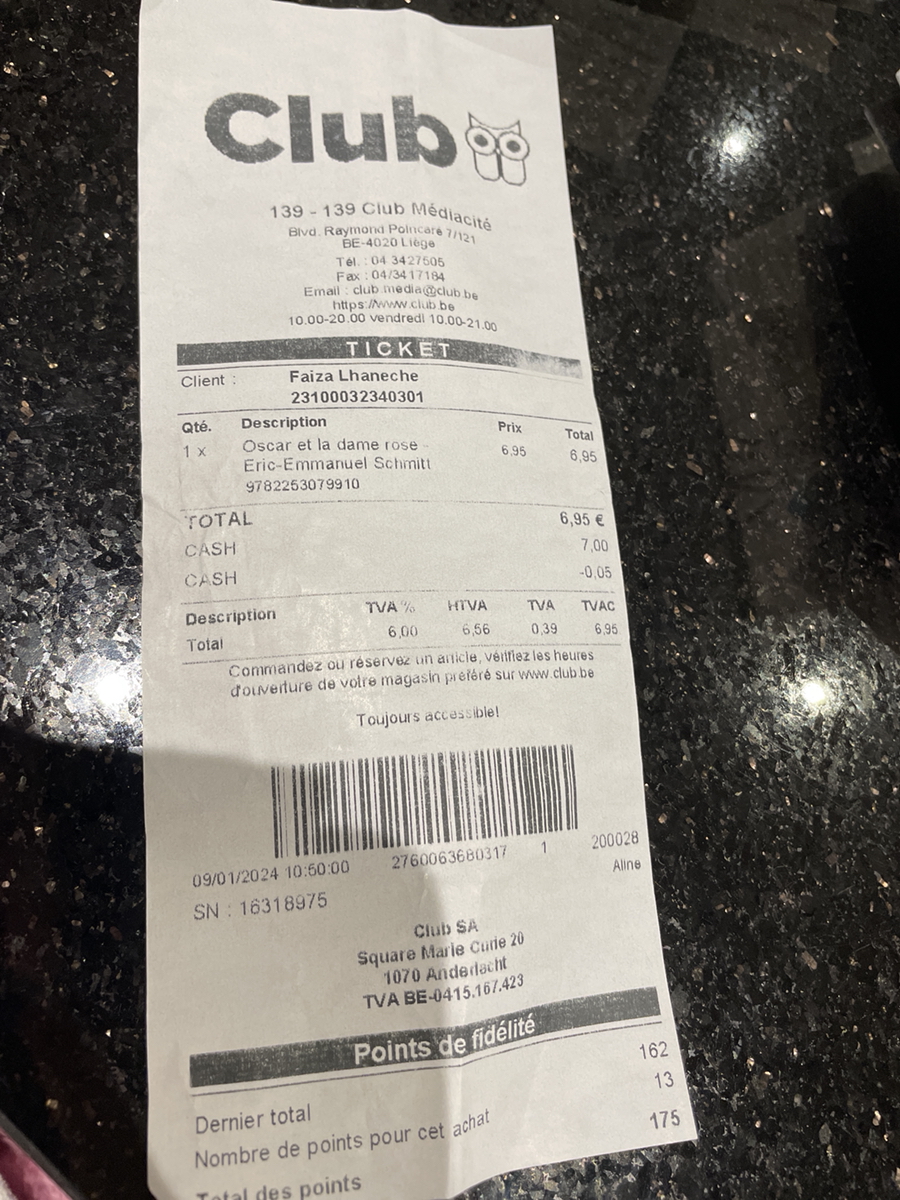 Club
139 - 139 Club Médiacité
Blvd. Raymond Poincaré 7/121
BE-4020 Liège
Tél. : 04 3427505
Fax : 04/3417184
Email : club.media@club.be
https://www.club.be
10.00-20.00 vendredi 10.00-21.00
TICKET
Client : Faiza Lhaneche
23100032340301
Qté. Description Prix Total
1 x Oscar et la dame rose - 6,95 6,95
Eric-Emmanuel Schmitt
9782253079910
TOTAL 6,95 €
CASH 7,00
CASH -0,05
Description TVA % HTVA TVA TVAC
Total 6,00 6,56 0,39 6,95
Commandez ou réservez un article, vérifiez les heures
d'ouverture de votre magasin préféré sur www.club.be
Toujours accessible!
09/01/2024 10:50:00 2760063680317 1 200028
Aline
SN : 16318975
Club SA
Square Marie Curie 20
1070 Anderlecht
TVA BE-0415.167.423
Points de fidélité
Dernier total 162
Nombre de points pour cet achat 13
Total des points 175